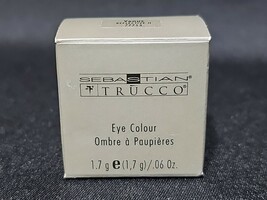 SEBASTIAN®
TRUCCO®
Eye Colour
Ombre à Paupières
1.7 g e (1,7 g)/.06 Oz.